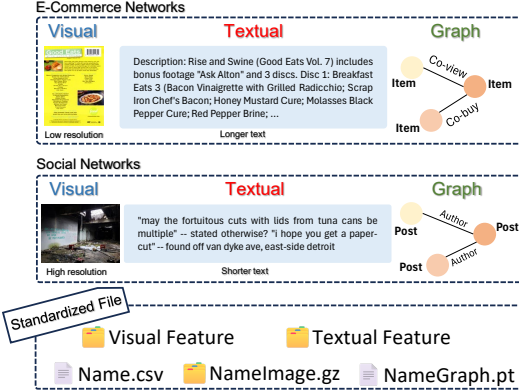 E-Commerce Networks
Visual
Textual
Graph
Good Eats
Description: Rise and Swine (Good Eats Vol. 7) includes
bonus footage "Ask Alton" and 3 discs. Disc 1: Breakfast
Eats 3 (Bacon Vinaigrette with Grilled Radicchio; Scrap
Iron Chef's Bacon; Honey Mustard Cure; Molasses Black
Pepper Cure; Red Pepper Brine; ...
Low resolution
Longer text
Co-view
Item
Item
Co-buy
Item
Social Networks
Visual
Textual
Graph
"may the fortuitous cuts with lids from tuna cans be
multiple" -- stated otherwise? "i hope you get a paper-
cut" -- found off van dyke ave, east-side detroit
High resolution
Shorter text
Author
Post
Post
Author
Post
Standardized File
Visual Feature
Textual Feature
Name.csv
NameImage.gz
NameGraph.pt